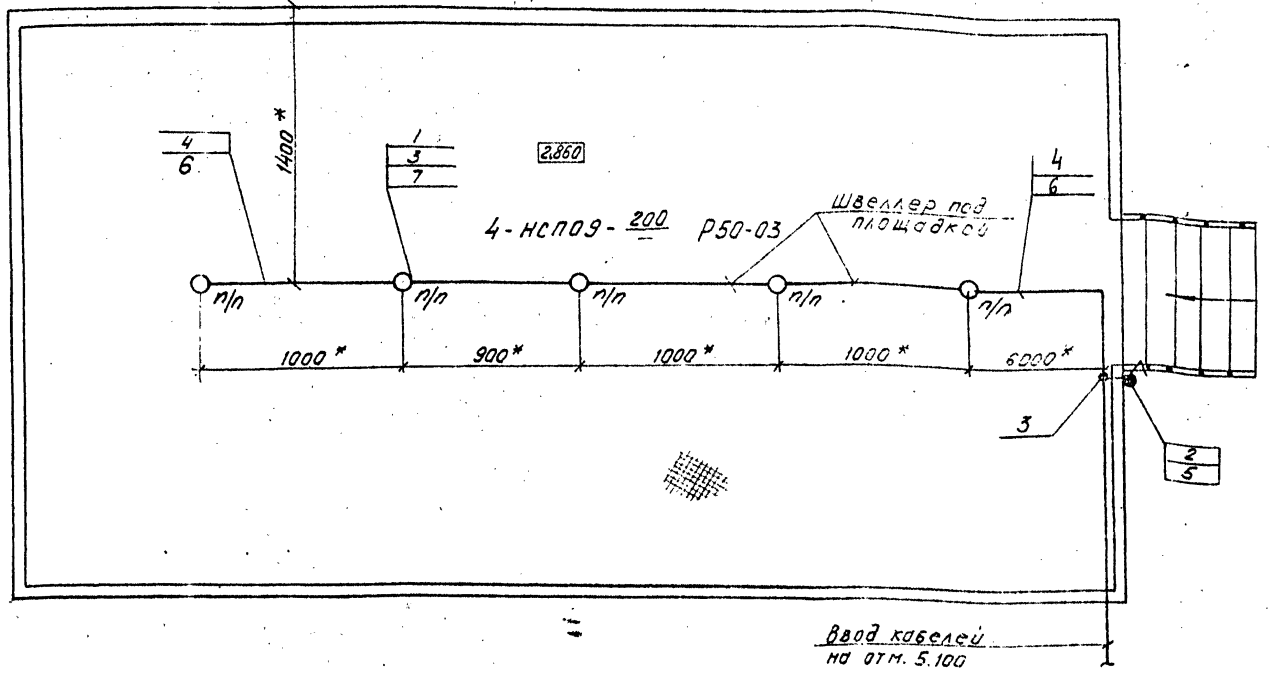 1400 *
4
6
1
3
7
2,860
4
6
4-НСП09- 200 Р50-03
—
Швеллер под
площадкой
п/п
п/п
п/п
п/п
п/п
1000 *
900 *
1000 *
1000 *
6000 *
3
2
5
Ввод кабелей
на отм. 5.100